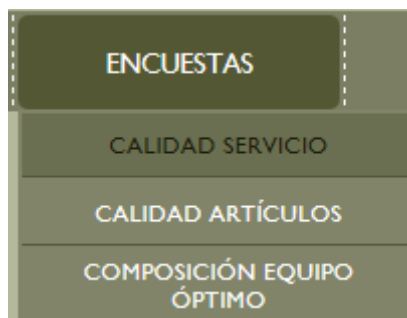 ENCUESTAS
CALIDAD SERVICIO
CALIDAD ARTÍCULOS
COMPOSICIÓN EQUIPO
ÓPTIMO